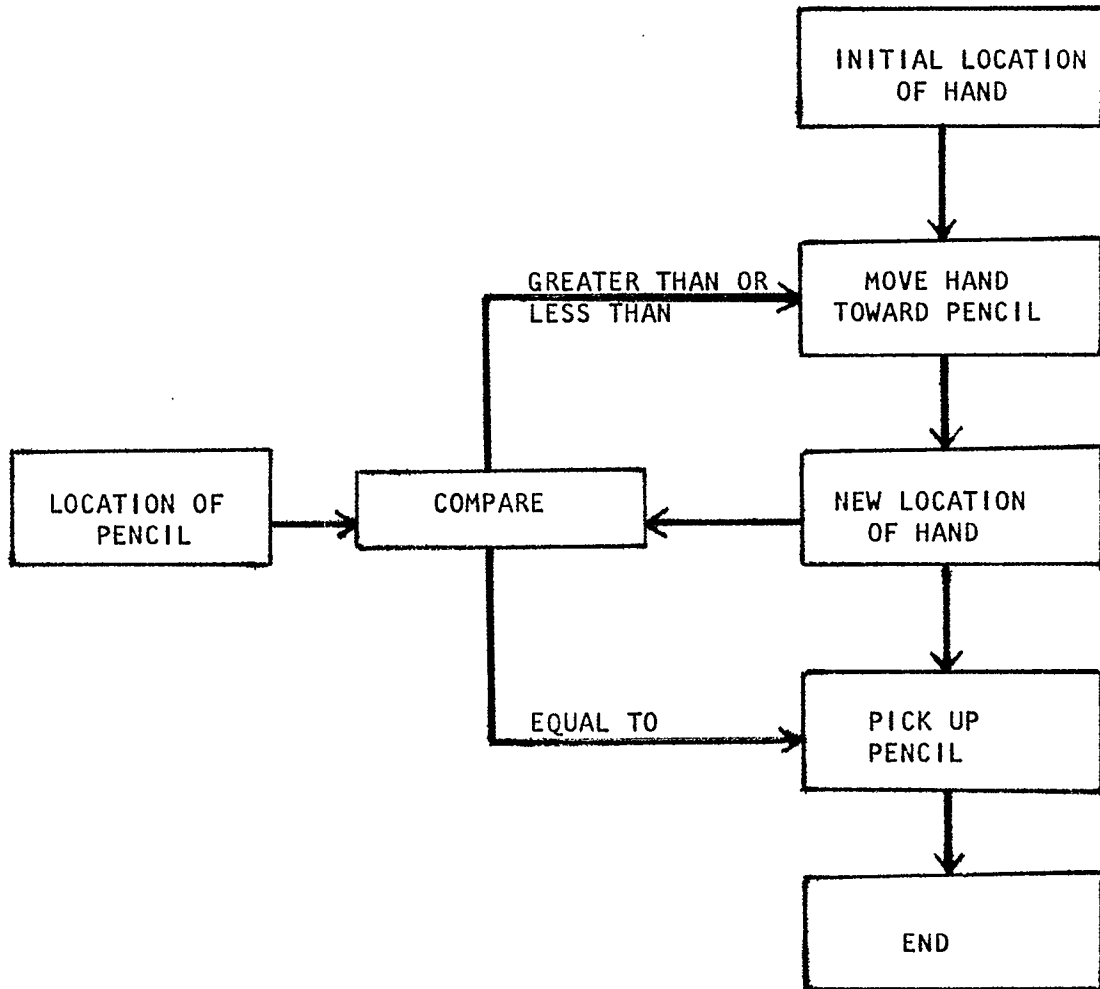 INITIAL LOCATION
OF HAND
GREATER THAN OR
LESS THAN
MOVE HAND
TOWARD PENCIL
LOCATION OF
PENCIL
COMPARE
NEW LOCATION
OF HAND
EQUAL TO
PICK UP
PENCIL
END